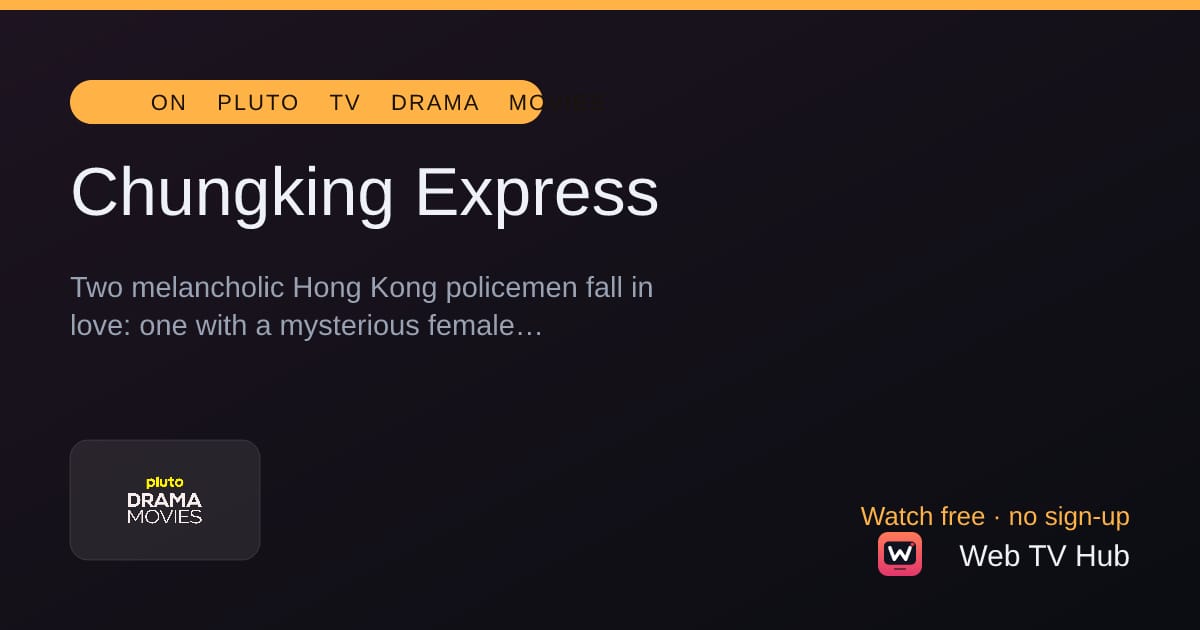 ON PLUTO TV DRAMA MOVIES
Chungking Express
Two melancholic Hong Kong policemen fall in
love: one with a mysterious female…
pluto
DRAMA
MOVIES
Watch free · no sign-up
W
Web TV Hub